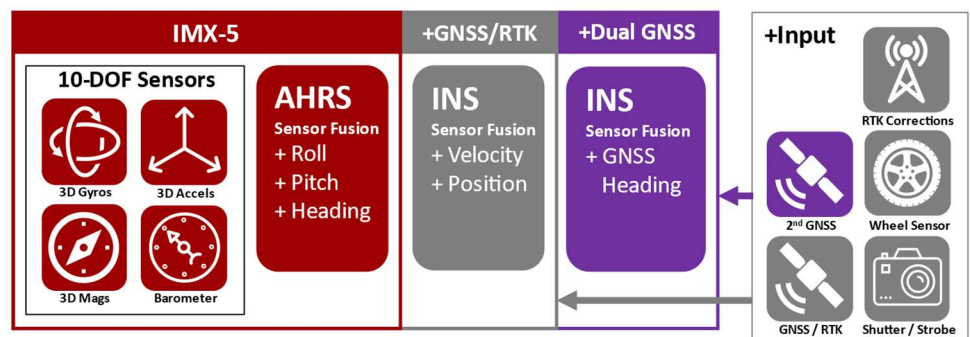 IMX-5
+GNSS/RTK
+Dual GNSS
+Input
10-DOF Sensors
3D Gyros
3D Accels
3D Mags
Barometer
AHRS
Sensor Fusion
+ Roll
+ Pitch
+ Heading
INS
Sensor Fusion
+ Velocity
+ Position
INS
Sensor Fusion
+ GNSS
Heading
RTK Corrections
2nd GNSS
Wheel Sensor
GNSS / RTK
Shutter / Strobe